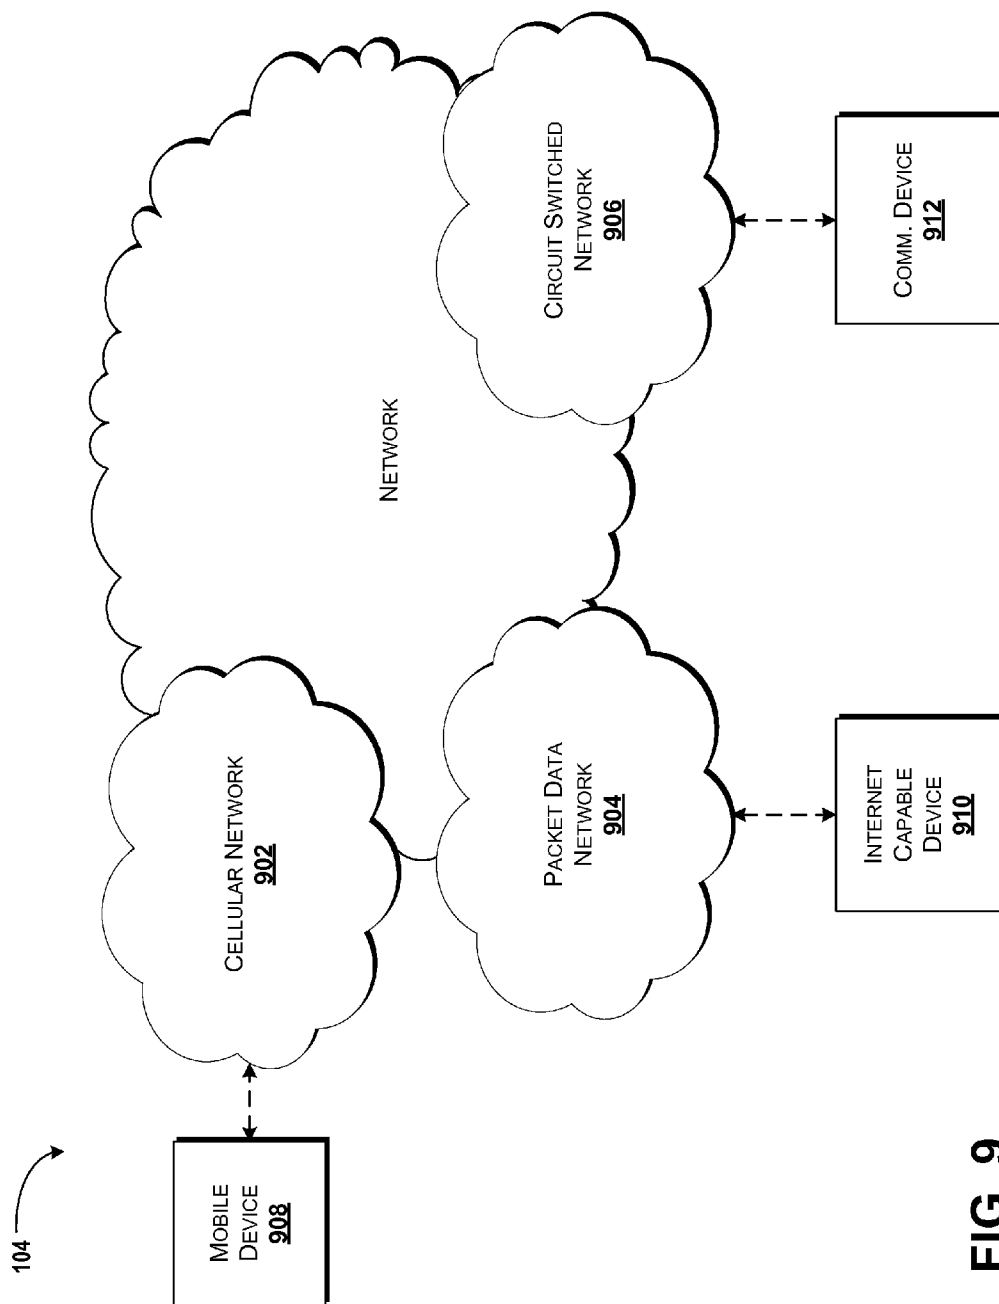 104
MOBILE
DEVICE
908
CELLULAR NETWORK
902
NETWORK
PACKET DATA
NETWORK
904
CIRCUIT SWITCHED
NETWORK
906
INTERNET
CAPABLE
DEVICE
910
COMM. DEVICE
912
FIG. 9